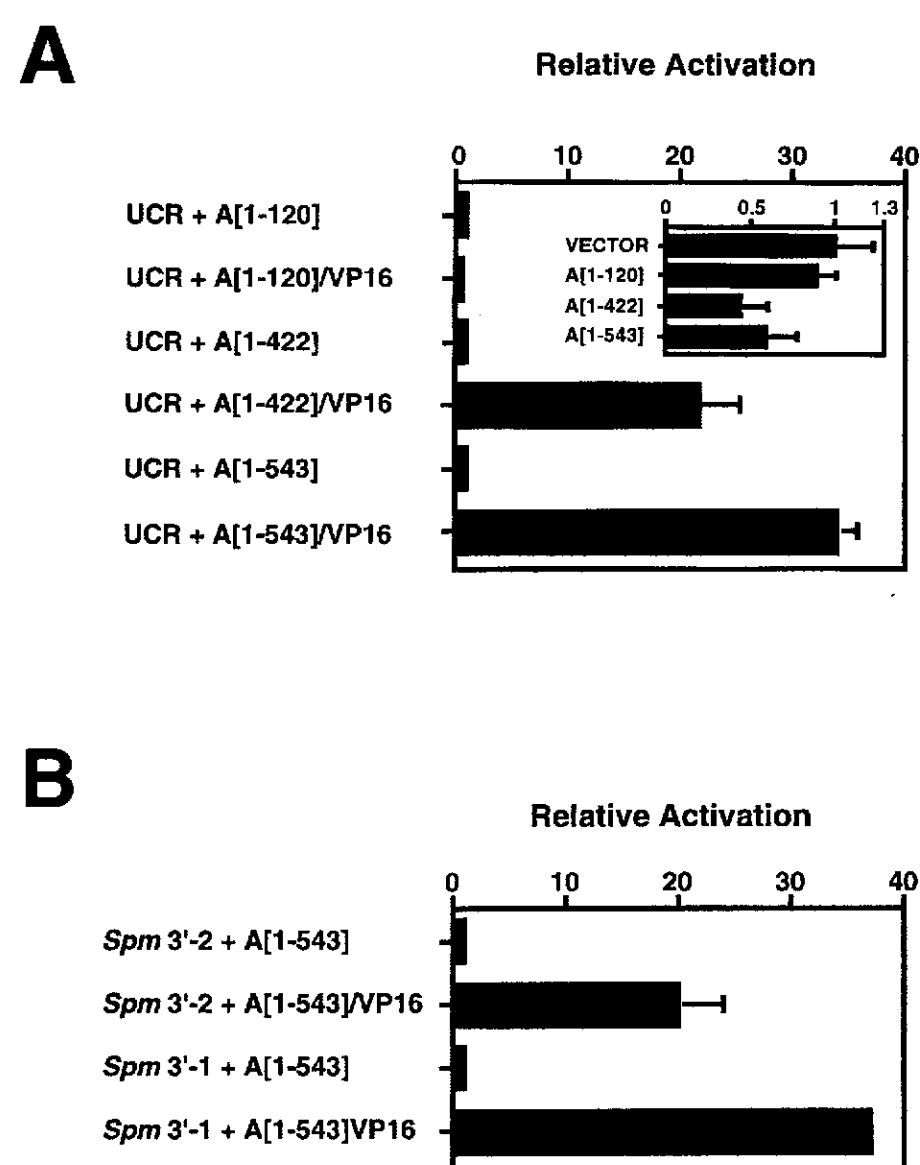 A
Relative Activation
0 10 20 30 40
UCR + A[1-120]
UCR + A[1-120]/VP16
UCR + A[1-422]
UCR + A[1-422]/VP16
UCR + A[1-543]
UCR + A[1-543]/VP16
0 0.5 1 1.3
VECTOR
A[1-120]
A[1-422]
A[1-543]
B
Relative Activation
0 10 20 30 40
Spm 3'-2 + A[1-543]
Spm 3'-2 + A[1-543]/VP16
Spm 3'-1 + A[1-543]
Spm 3'-1 + A[1-543]VP16